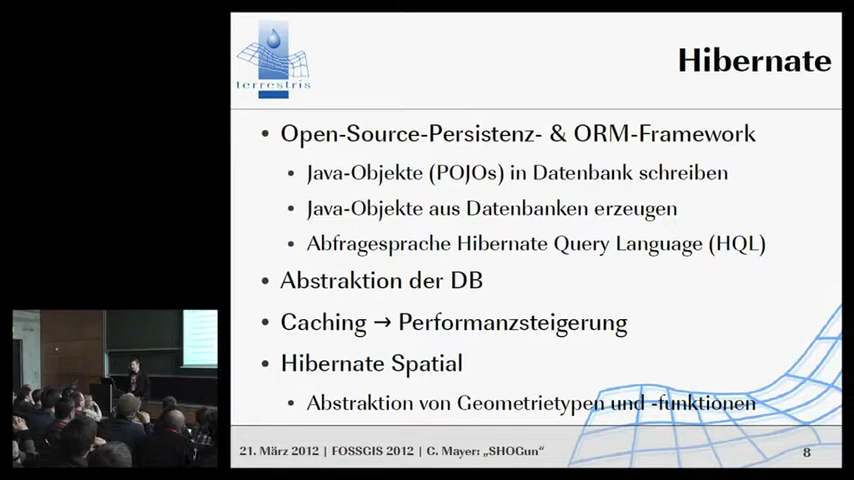 terrestris
Hibernate
• Open-Source-Persistenz- & ORM-Framework
• Java-Objekte (POJOs) in Datenbank schreiben
• Java-Objekte aus Datenbanken erzeugen
• Abfragesprache Hibernate Query Language (HQL)
• Abstraktion der DB
• Caching → Performanzsteigerung
• Hibernate Spatial
• Abstraktion von Geometrietypen und -funktionen
21. März 2012 | FOSSGIS 2012 | C. Mayer: „SHOGun“
8